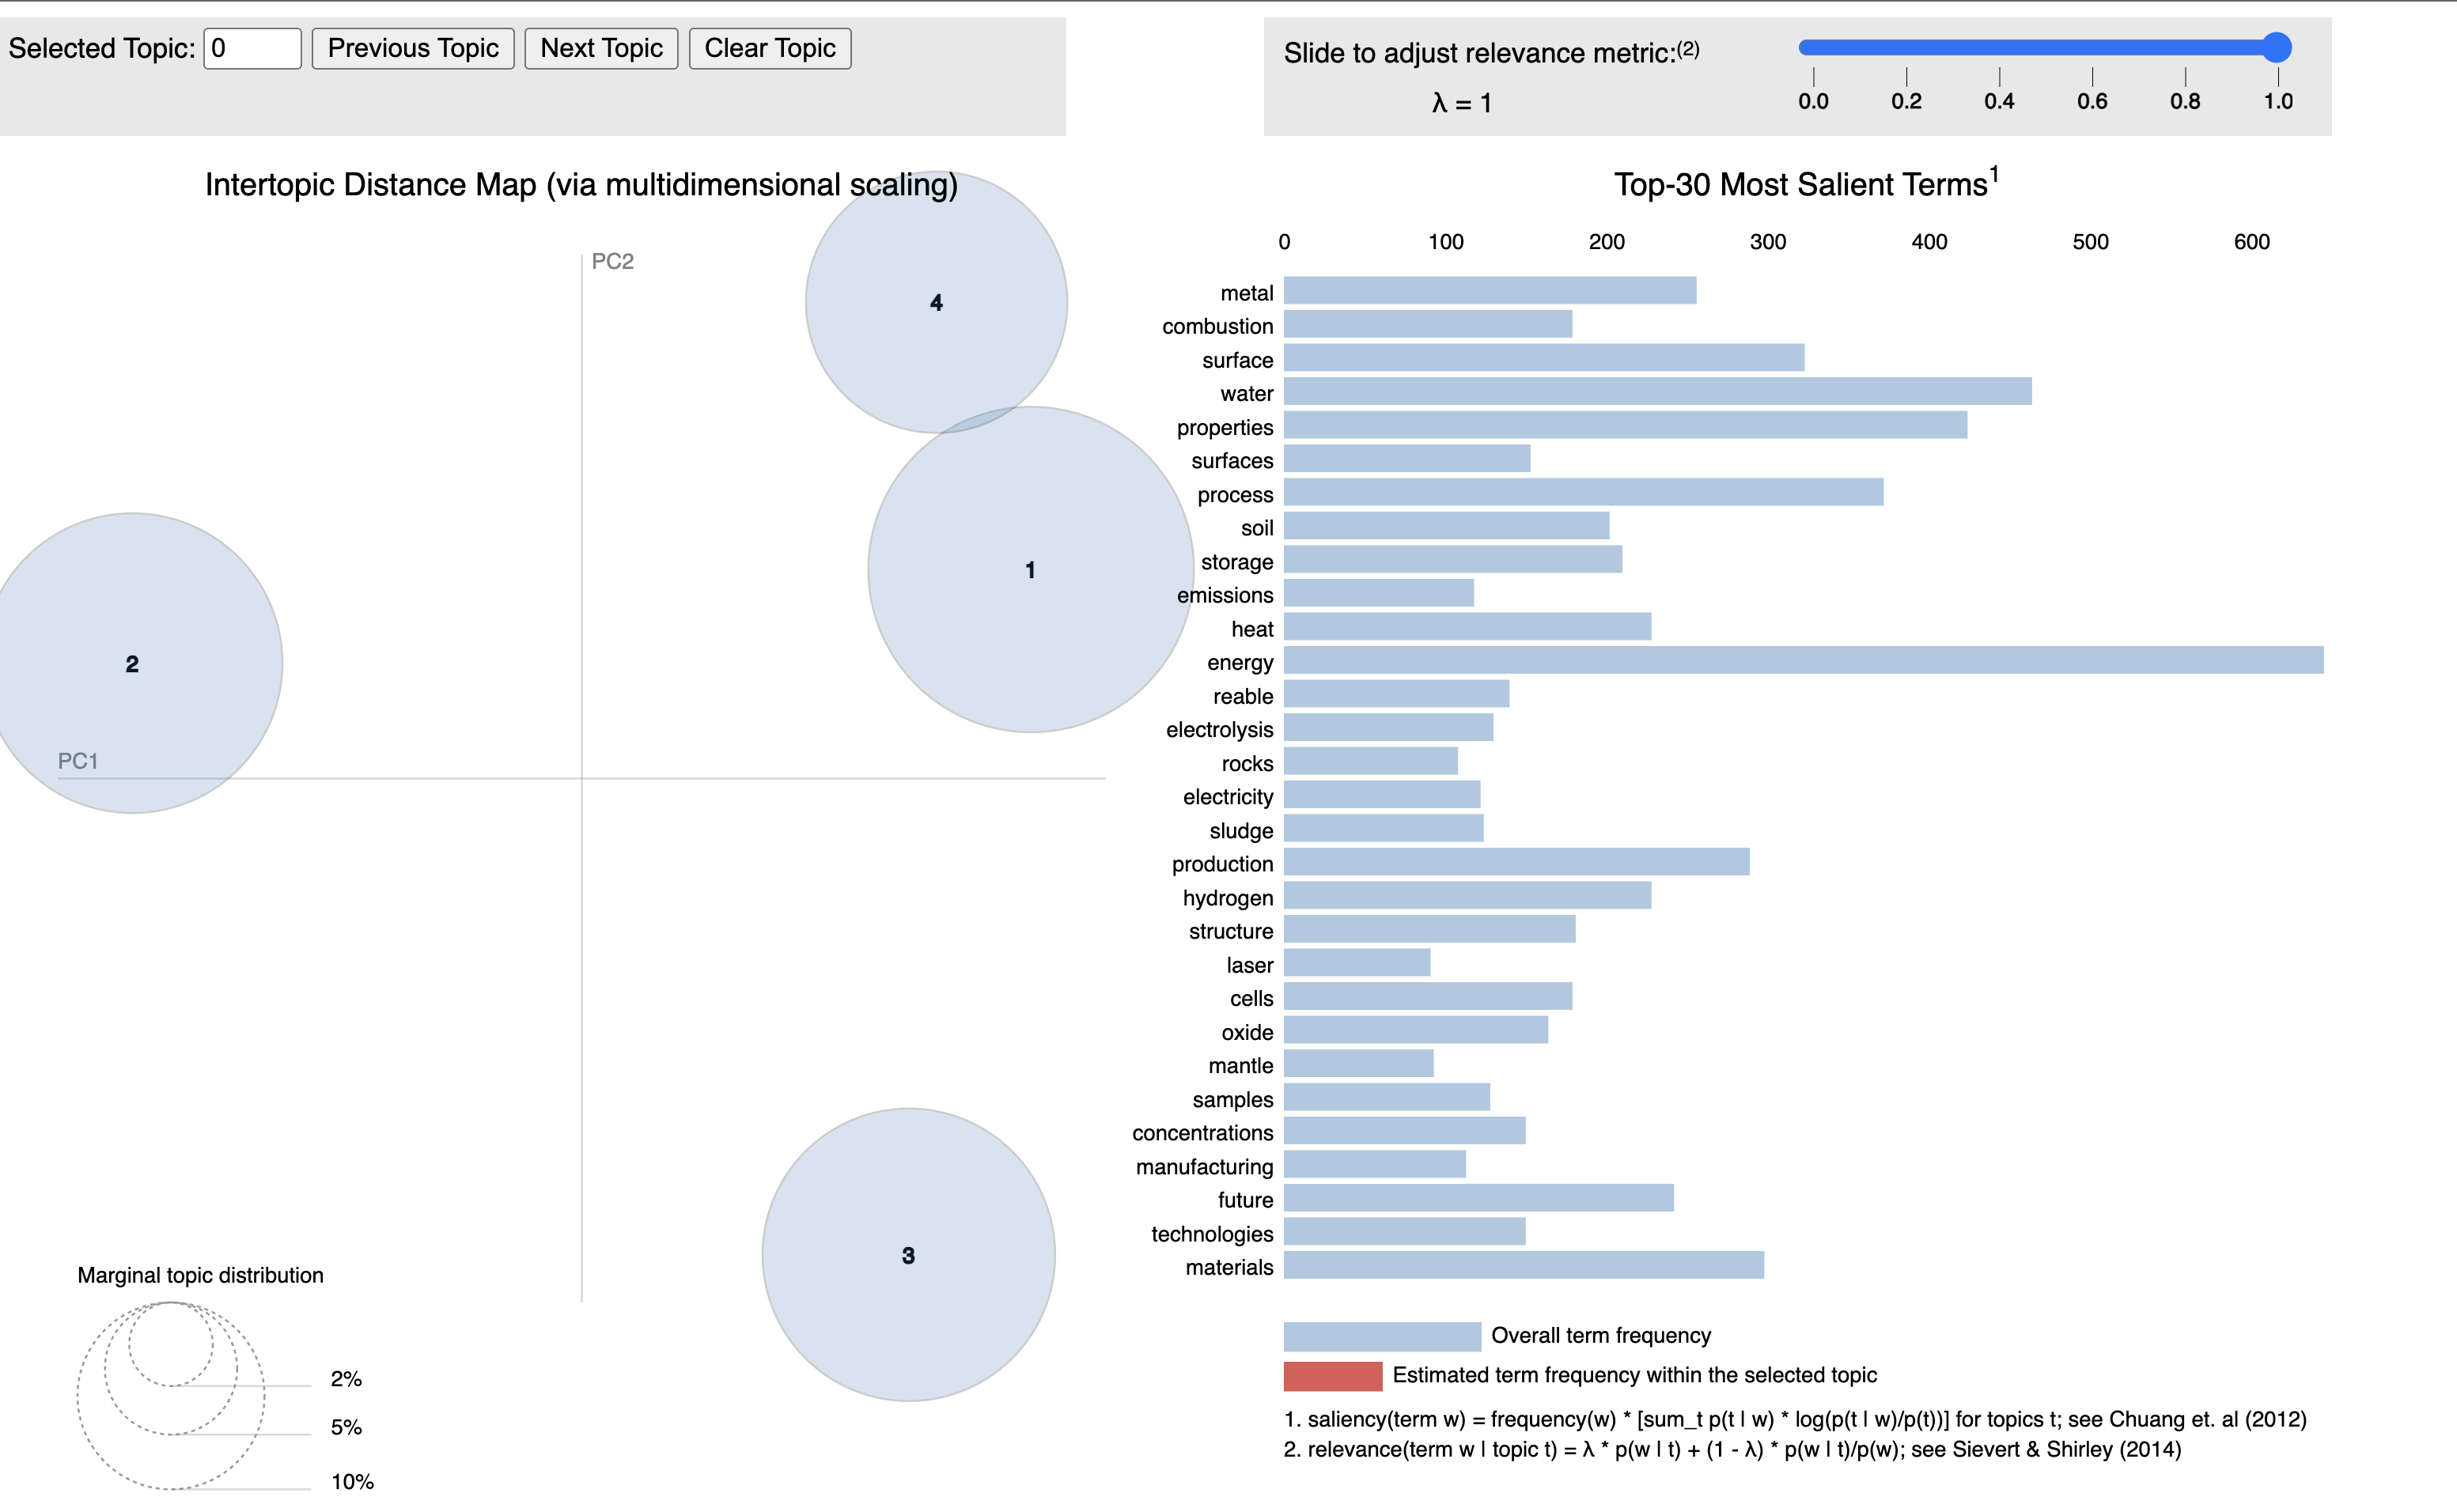 Selected Topic: 0 Previous Topic Next Topic Clear Topic
Slide to adjust relevance metric:(2)
λ = 1
0.0 0.2 0.4 0.6 0.8 1.0
Intertopic Distance Map (via multidimensional scaling)
PC2
4
1
2
PC1
3
Marginal topic distribution
2%
5%
10%
Top-30 Most Salient Terms1
0 100 200 300 400 500 600
metal
combustion
surface
water
properties
surfaces
process
soil
storage
emissions
heat
energy
reable
electrolysis
rocks
electricity
sludge
production
hydrogen
structure
laser
cells
oxide
mantle
samples
concentrations
manufacturing
future
technologies
materials
Overall term frequency
Estimated term frequency within the selected topic
1. saliency(term w) = frequency(w) * [sum_t p(t | w) * log(p(t | w)/p(t))] for topics t; see Chuang et. al (2012)
2. relevance(term w | topic t) = λ * p(w | t) + (1 - λ) * p(w | t)/p(w); see Sievert & Shirley (2014)